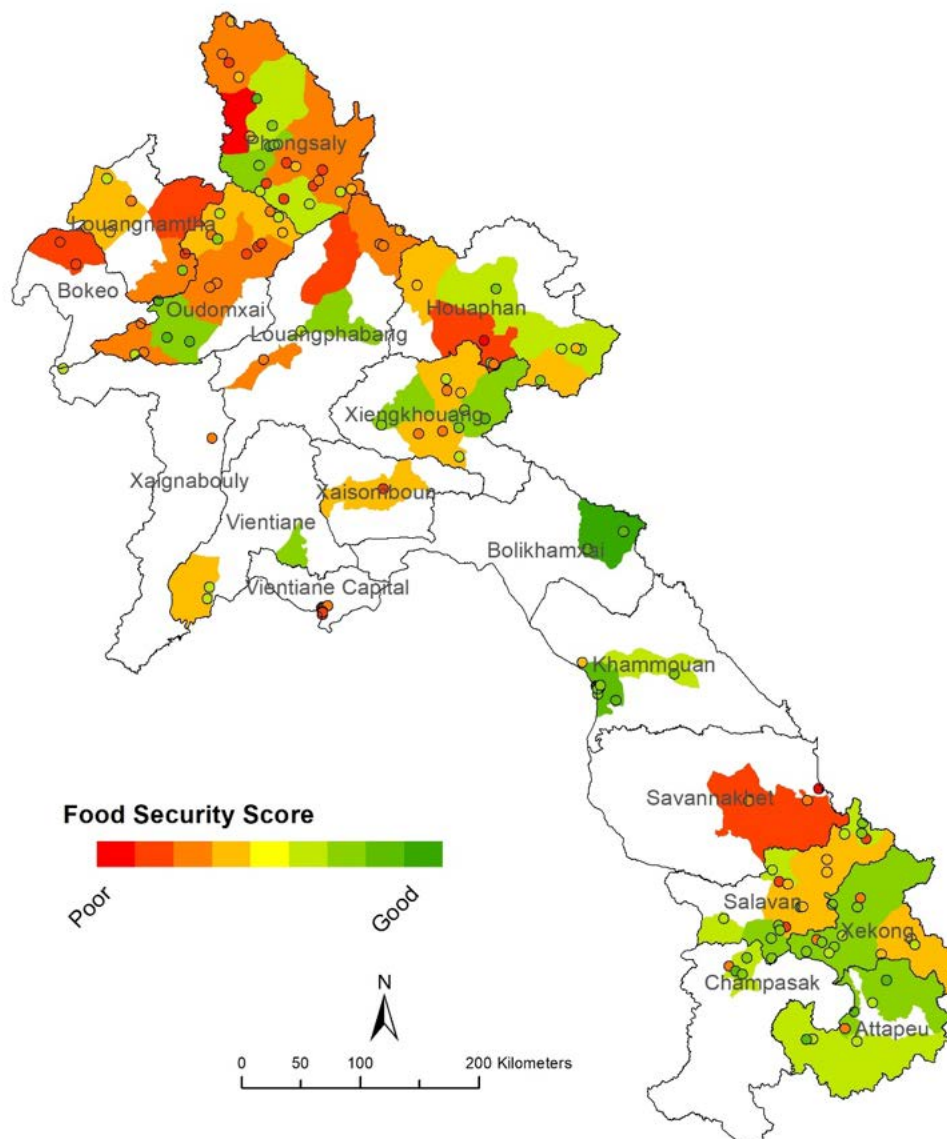 Phongsaly
Louangnamtha
Bokeo
Oudomxai
Houaphan
Louangphabang
Xiengkhouang
Xaignabouly
Xaisomboun
Vientiane
Bolikhamxai
Vientiane Capital
Khammouan
Savannakhet
Food Security Score
Poor
Good
Salavan
Xekong
Champasak
Attapeu
N
0 50 100 200 Kilometers